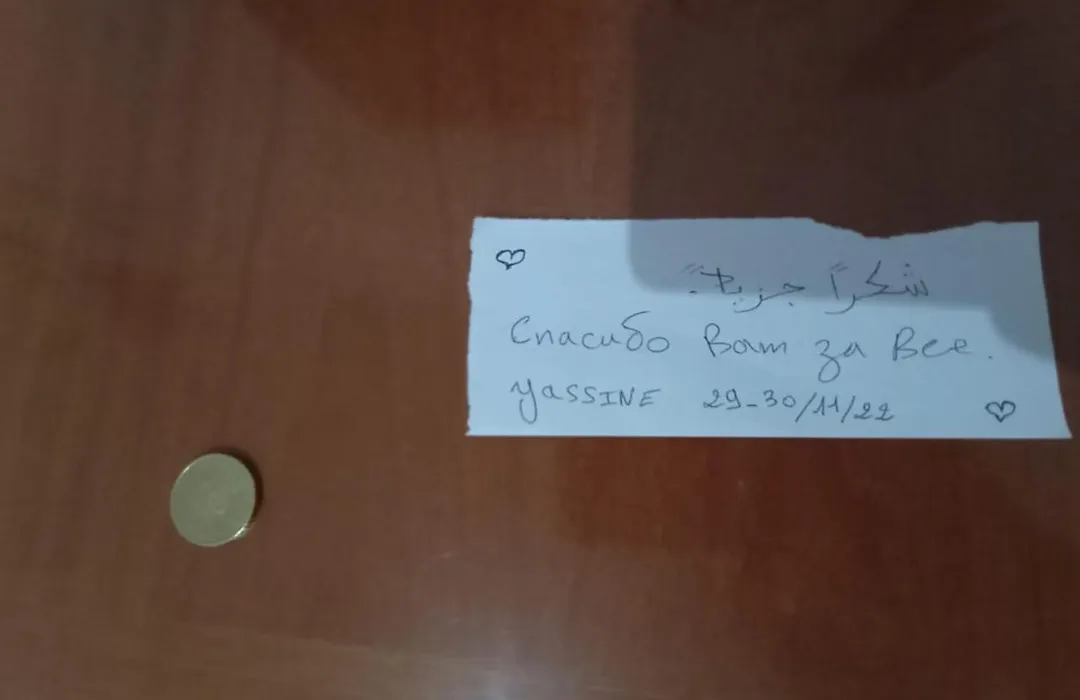 شكراً جزيلاً.
Спасибо Вам за Все.
yassine 29-30/11/22